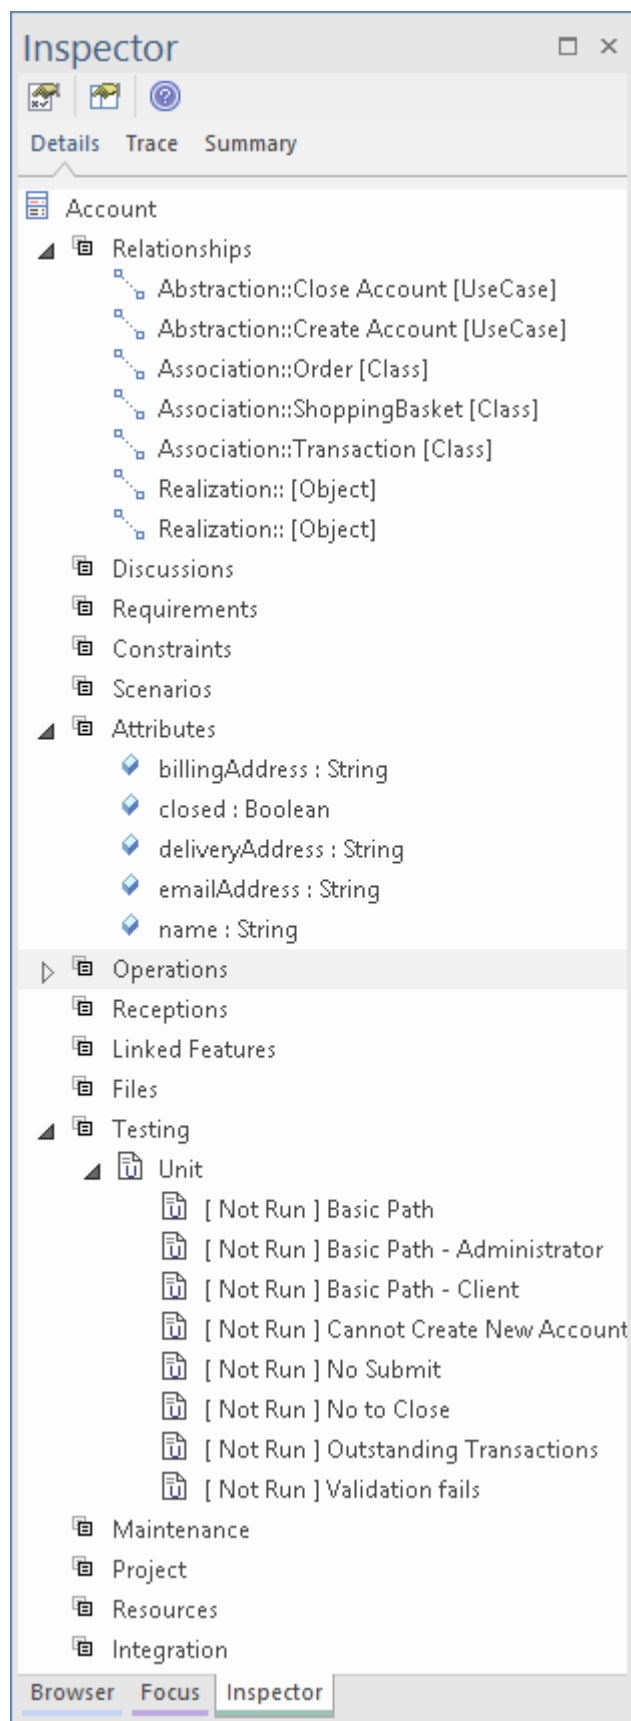 Inspector
Details Trace Summary
Account
Relationships
Abstraction::Close Account [UseCase]
Abstraction::Create Account [UseCase]
Association::Order [Class]
Association::ShoppingBasket [Class]
Association::Transaction [Class]
Realization:: [Object]
Realization:: [Object]
Discussions
Requirements
Constraints
Scenarios
Attributes
billingAddress : String
closed : Boolean
deliveryAddress : String
emailAddress : String
name : String
Operations
Receptions
Linked Features
Files
Testing
Unit
[ Not Run ] Basic Path
[ Not Run ] Basic Path - Administrator
[ Not Run ] Basic Path - Client
[ Not Run ] Cannot Create New Account
[ Not Run ] No Submit
[ Not Run ] No to Close
[ Not Run ] Outstanding Transactions
[ Not Run ] Validation fails
Maintenance
Project
Resources
Integration
Browser Focus Inspector